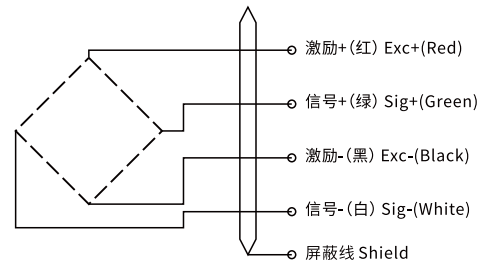 激励+(红) Exc+(Red)
信号+(绿) Sig+(Green)
激励-(黑) Exc-(Black)
信号-(白) Sig-(White)
屏蔽线 Shield